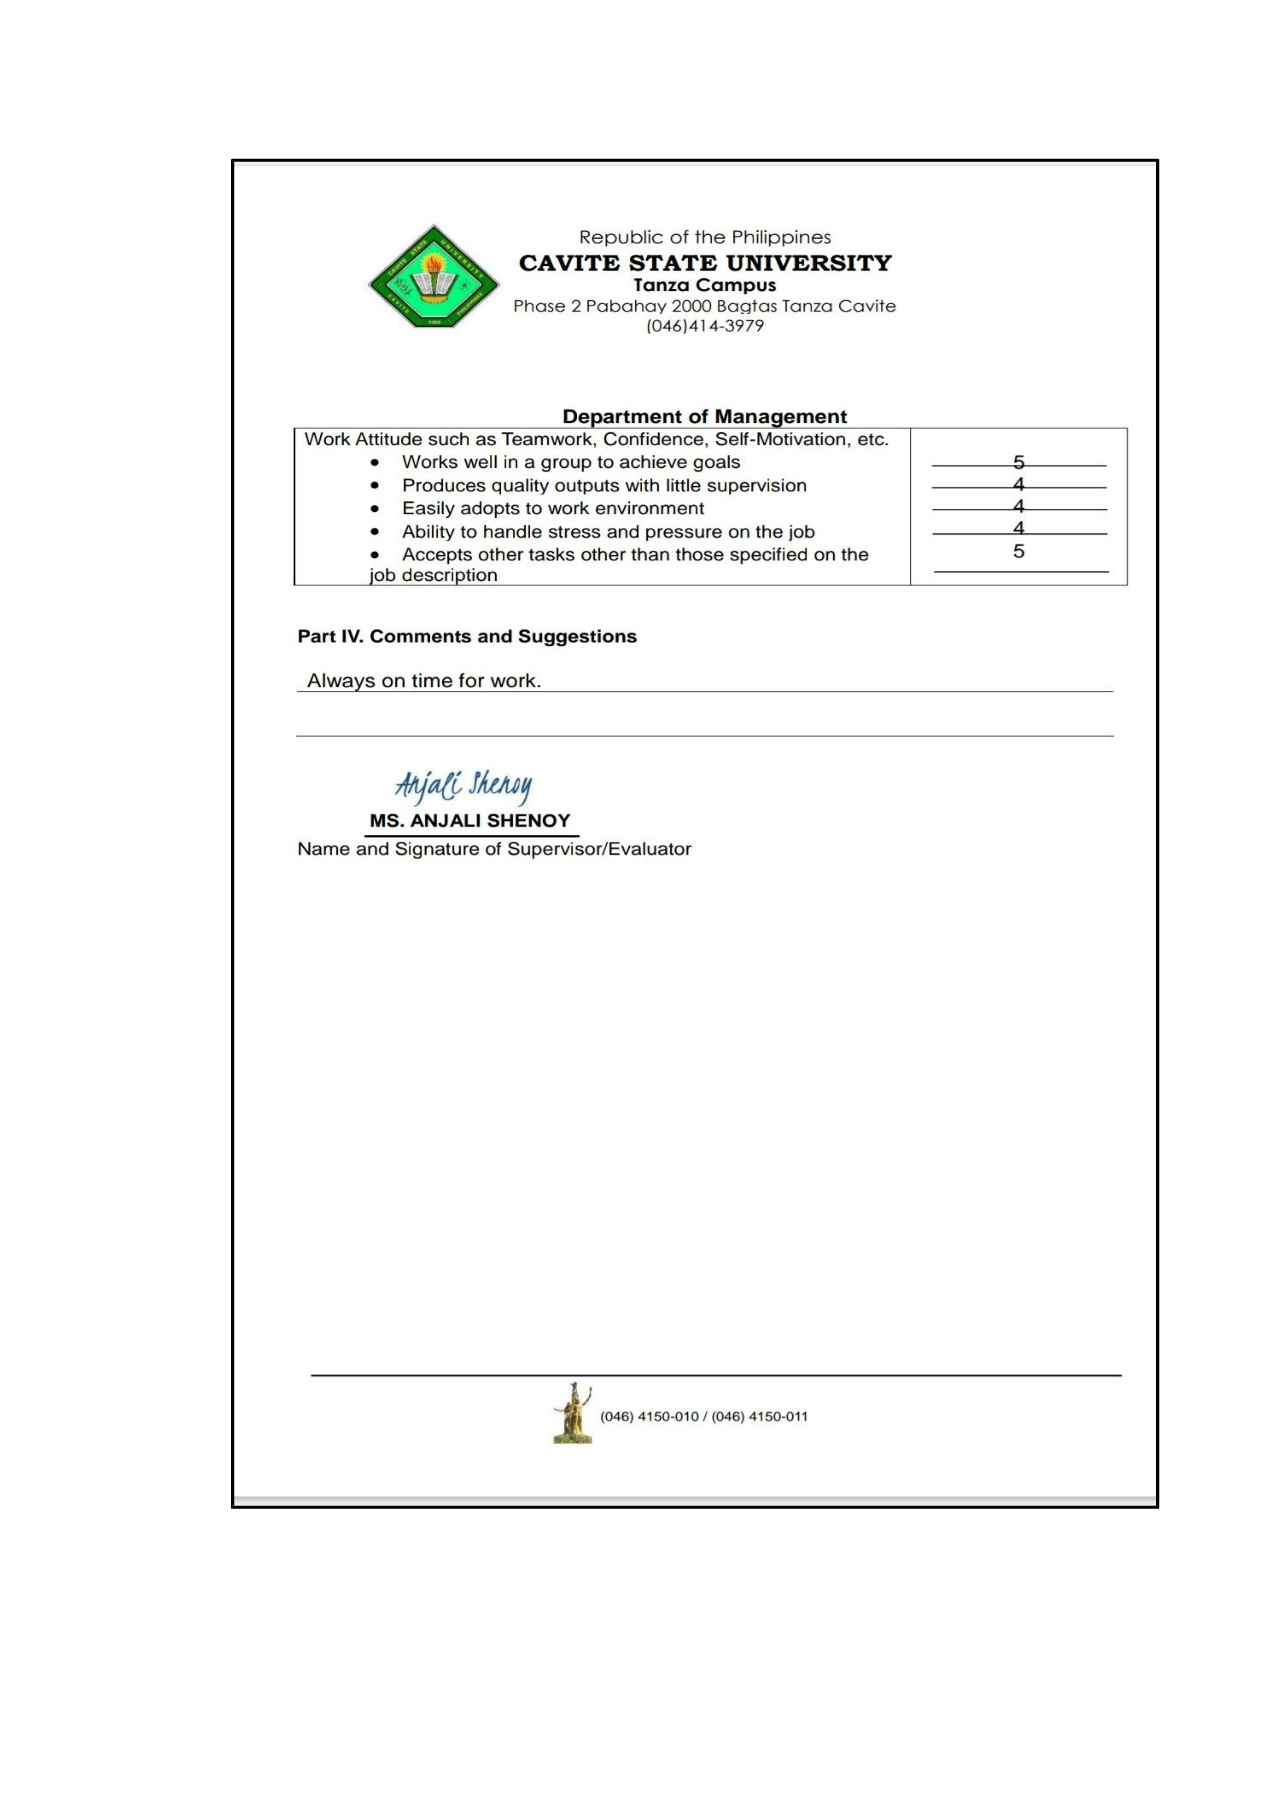 Republic of the Philippines
CAVITE STATE UNIVERSITY
Tanza Campus
Phase 2 Pabahay 2000 Bagtas Tanza Cavite
(046)414-3979
CAVITE STATE UNIVERSITY
CAVITE
PHILIPPINES
Department of Management
Work Attitude such as Teamwork, Confidence, Self-Motivation, etc.
• Works well in a group to achieve goals 5
• Produces quality outputs with little supervision 4
• Easily adopts to work environment 4
• Ability to handle stress and pressure on the job 4
• Accepts other tasks other than those specified on the 5
job description
Part IV. Comments and Suggestions
Always on time for work.
Anjali Shenoy
MS. ANJALI SHENOY
Name and Signature of Supervisor/Evaluator
(046) 4150-010 / (046) 4150-011